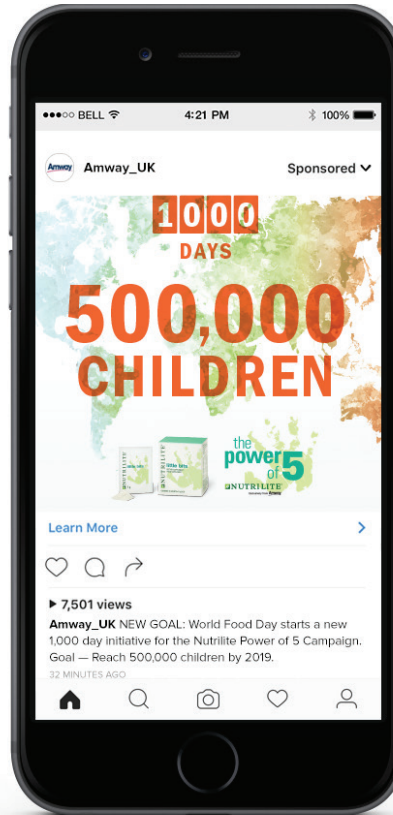 BELL 4:21 PM 100%
Amway Amway_UK Sponsored
1000
DAYS
500,000
CHILDREN
the
power
of 5
NUTRILITE
little bits
NUTRILITE
Learn More
7,501 views
Amway_UK NEW GOAL: World Food Day starts a new
1,000 day initiative for the Nutrilite Power of 5 Campaign.
Goal — Reach 500,000 children by 2019.
32 MINUTES AGO